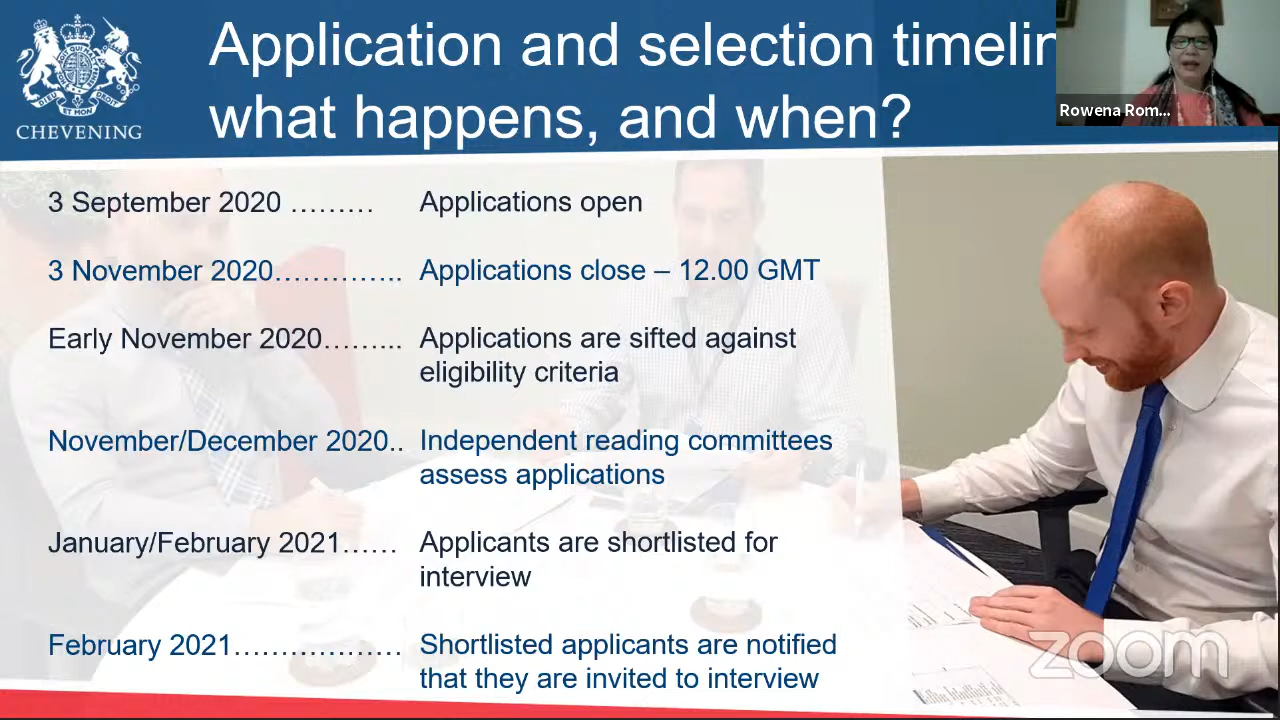 Application and selection timelin
what happens, and when?
CHEVENING
Rowena Rom...
3 September 2020 ......... Applications open
3 November 2020.............. Applications close – 12.00 GMT
Early November 2020......... Applications are sifted against
eligibility criteria
November/December 2020.. Independent reading committees
assess applications
January/February 2021...... Applicants are shortlisted for
interview
February 2021.................. Shortlisted applicants are notified
that they are invited to interview
zoom